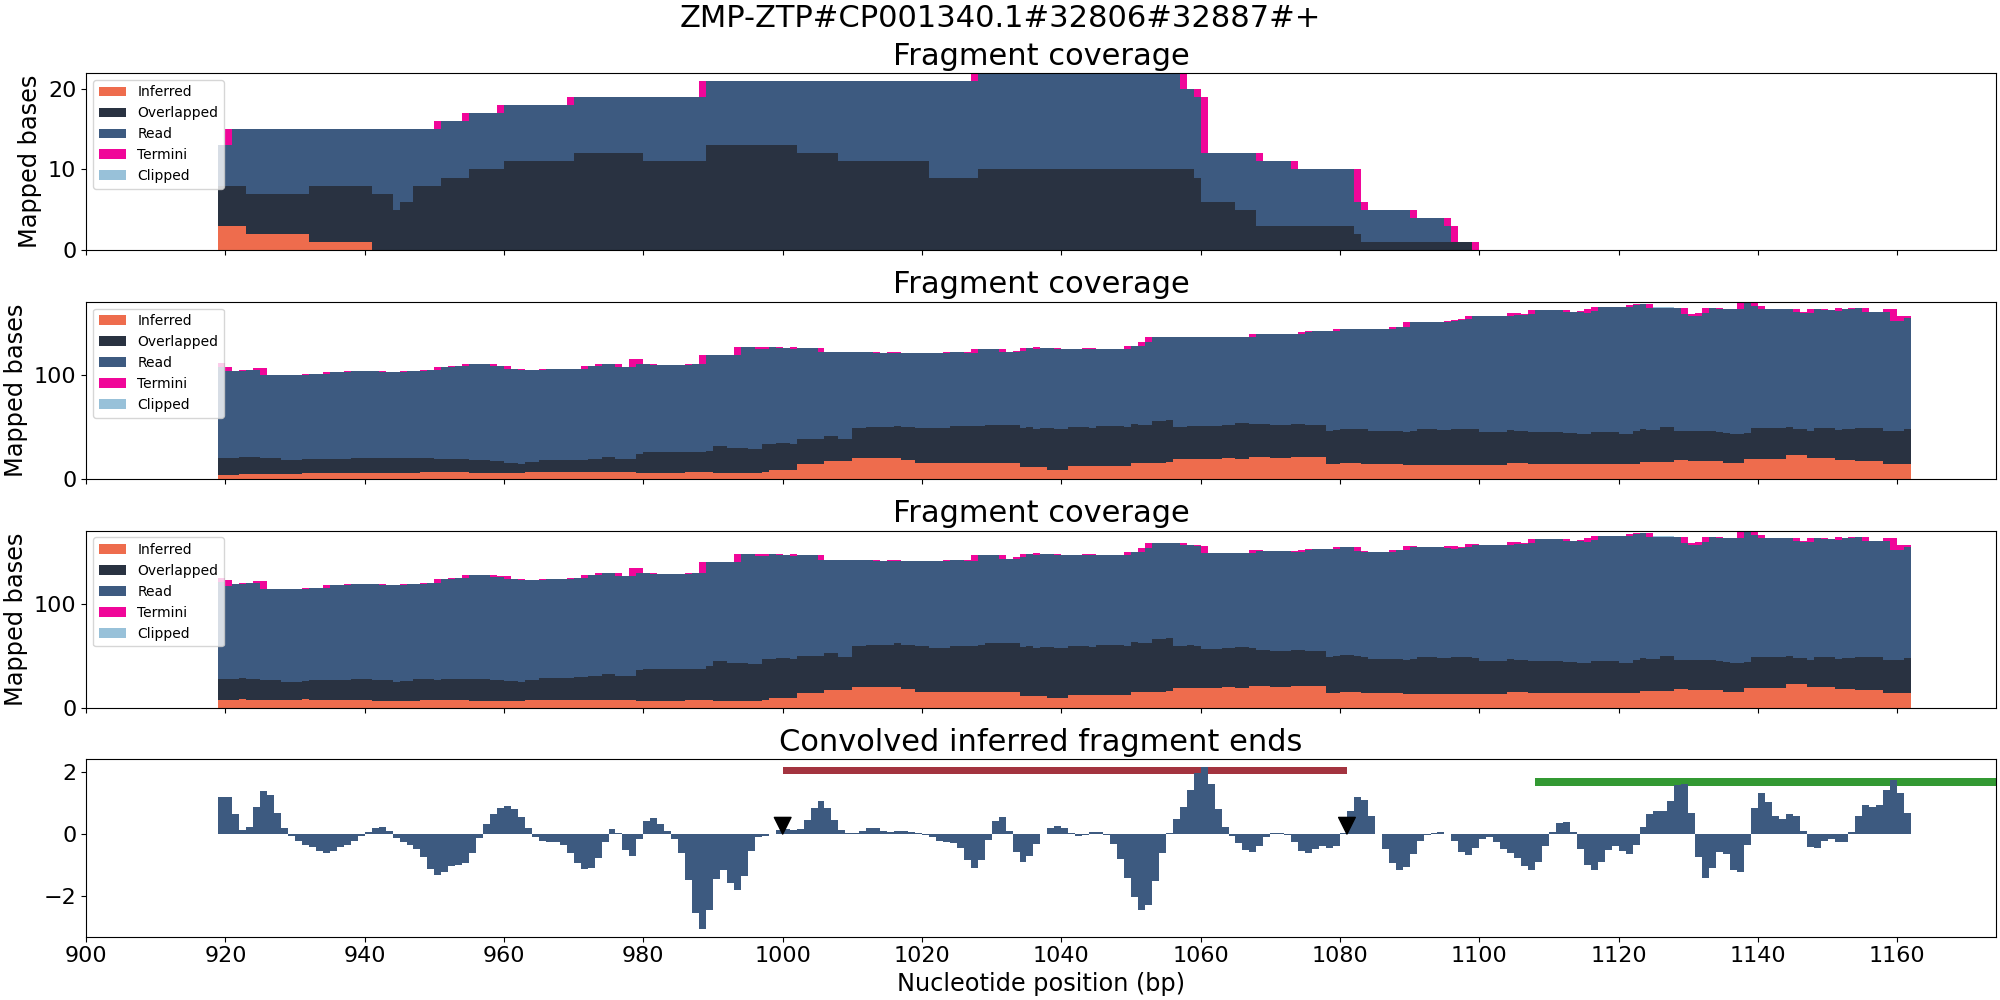 ZMP-ZTP#CP001340.1#32806#32887#+
Fragment coverage
Mapped bases
20
10
0
Inferred
Overlapped
Read
Termini
Clipped
Fragment coverage
Mapped bases
100
0
Inferred
Overlapped
Read
Termini
Clipped
Fragment coverage
Mapped bases
100
0
Inferred
Overlapped
Read
Termini
Clipped
Convolved inferred fragment ends
2
0
−2
900 920 940 960 980 1000 1020 1040 1060 1080 1100 1120 1140 1160
Nucleotide position (bp)